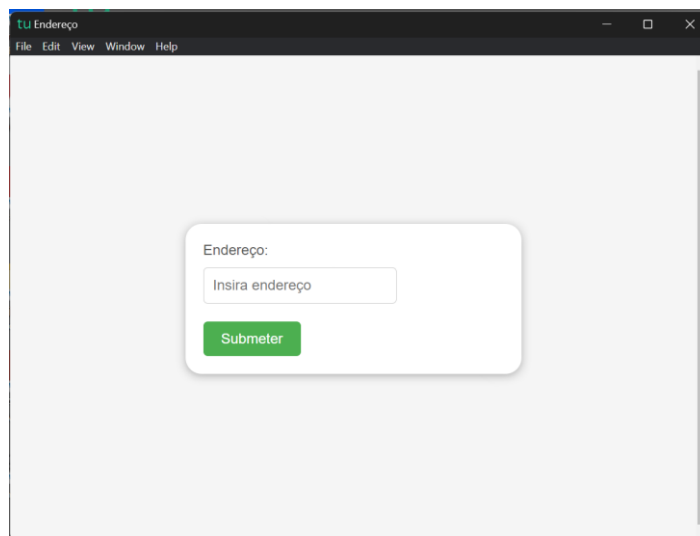 tu Endereço
File Edit View Window Help
Endereço:
Insira endereço
Submeter